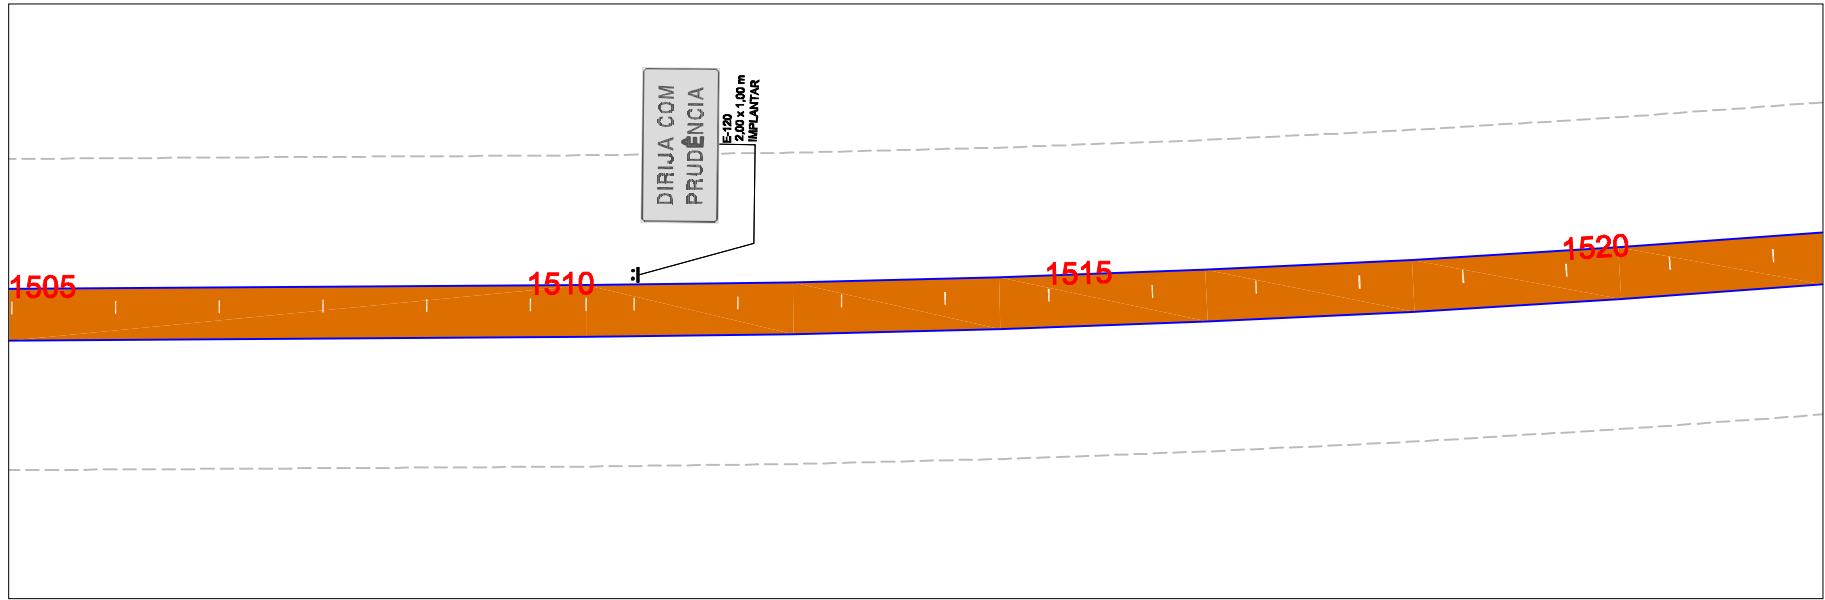 DIRIJA COM
PRUDÊNCIA
E-120
2,00 x 1,00 m
IMPLANTAR
1505
1510
1515
1520